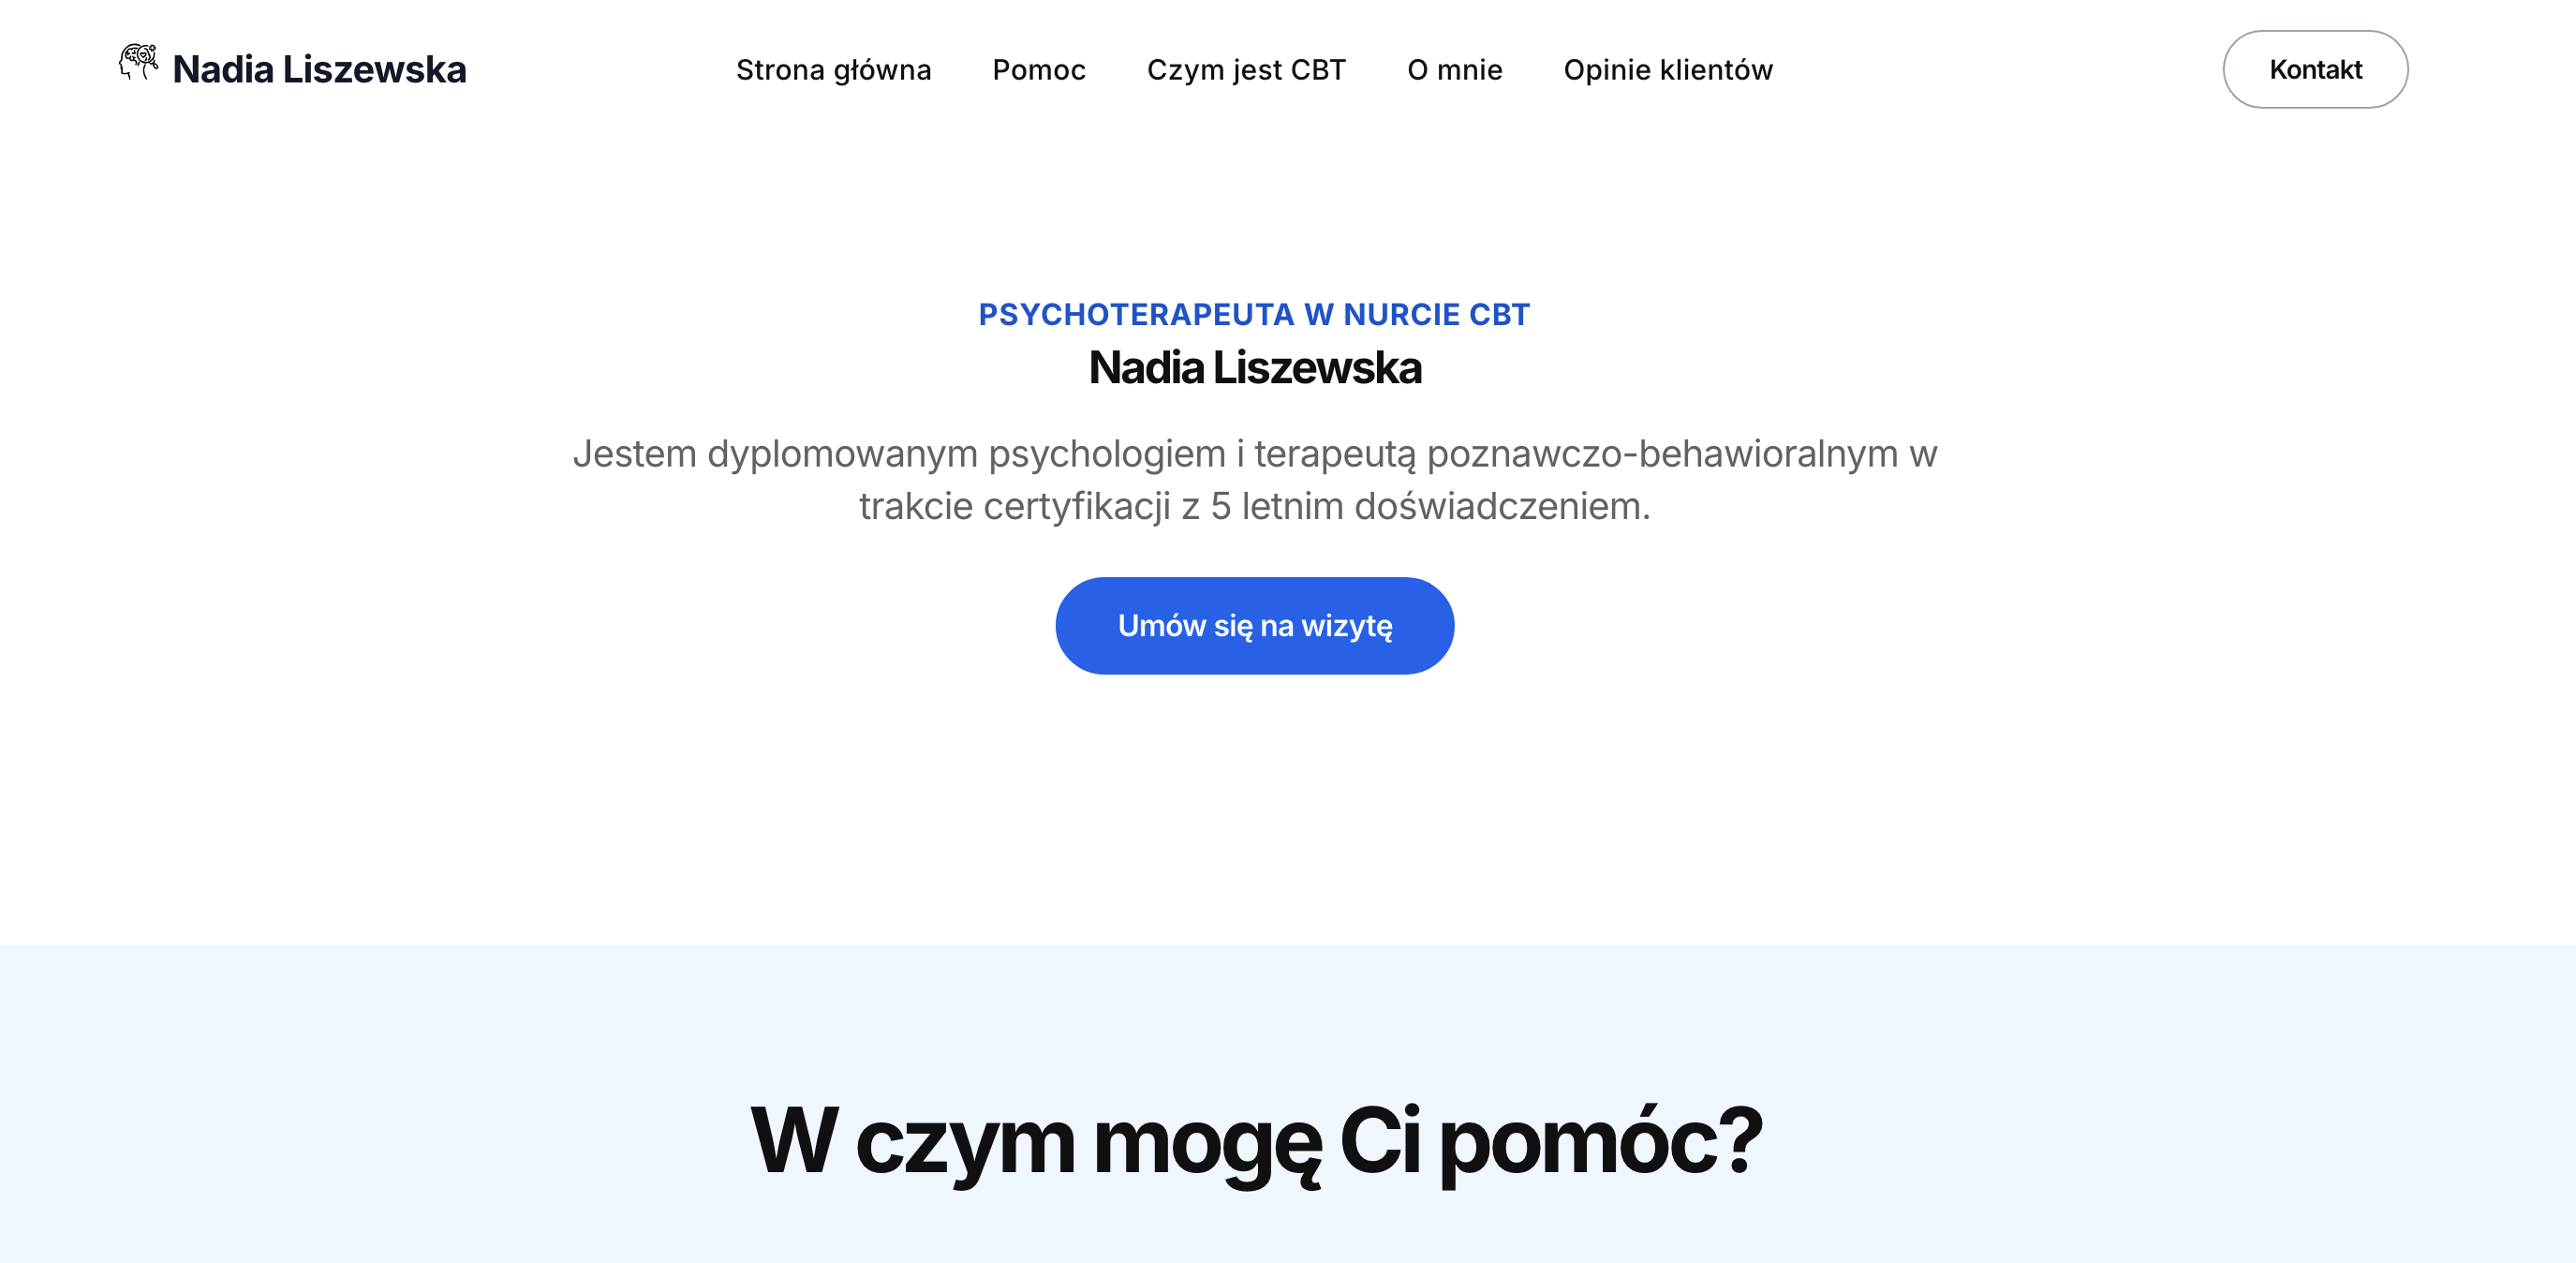 Nadia Liszewska
Strona główna
Pomoc
Czym jest CBT
O mnie
Opinie klientów
Kontakt
PSYCHOTERAPEUTA W NURCIE CBT
Nadia Liszewska
Jestem dyplomowanym psychologiem i terapeutą poznawczo-behawioralnym w
trakcie certyfikacji z 5 letnim doświadczeniem.
Umów się na wizytę
W czym mogę Ci pomóc?